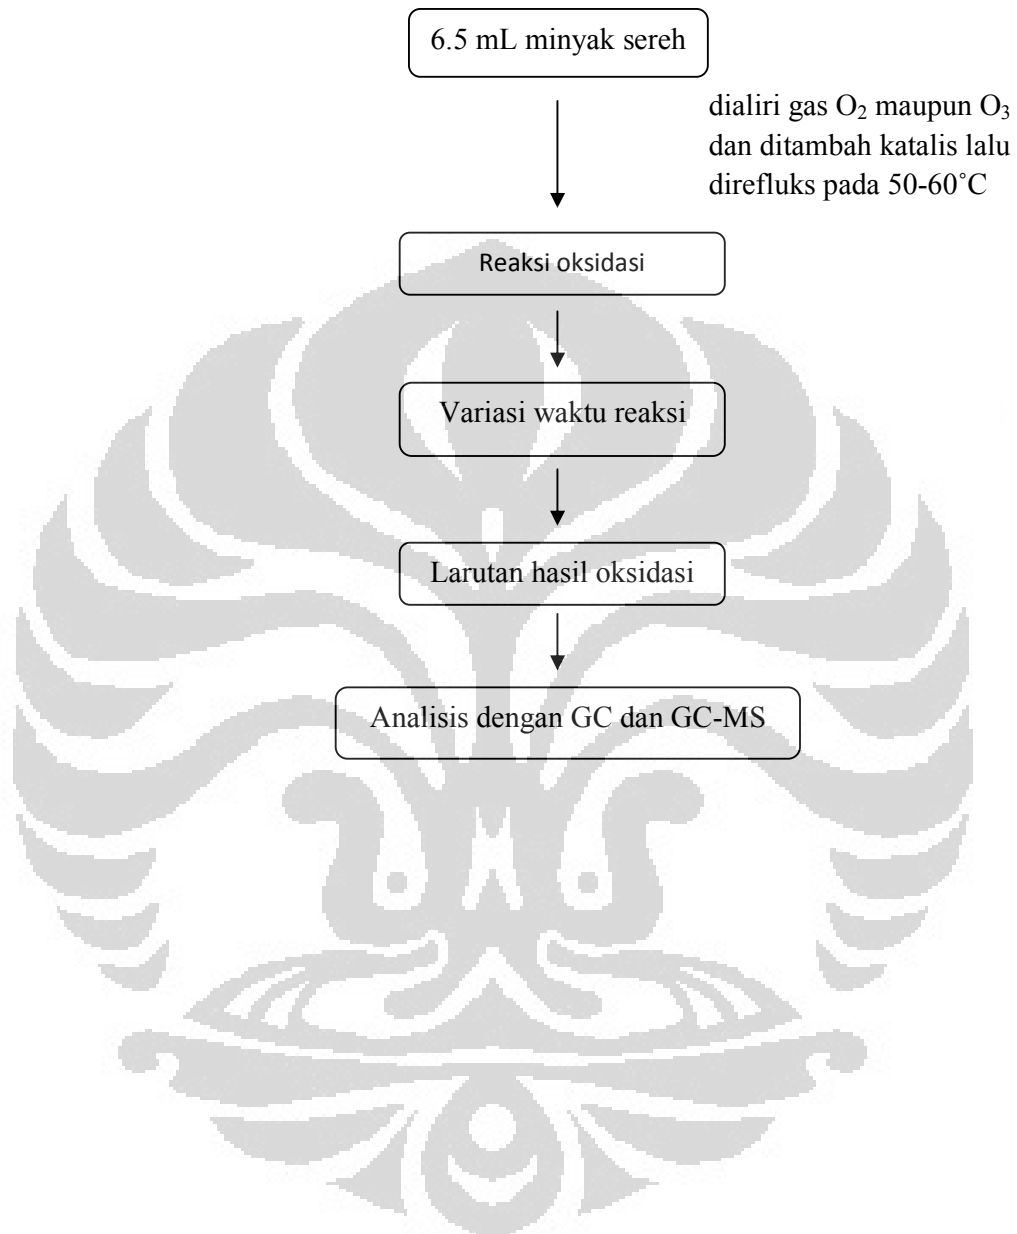 6.5 mL minyak sereh
dialiri gas O₂ maupun O₃
dan ditambah katalis lalu
direfluks pada 50-60˚C
Reaksi oksidasi
Variasi waktu reaksi
Larutan hasil oksidasi
Analisis dengan GC dan GC-MS